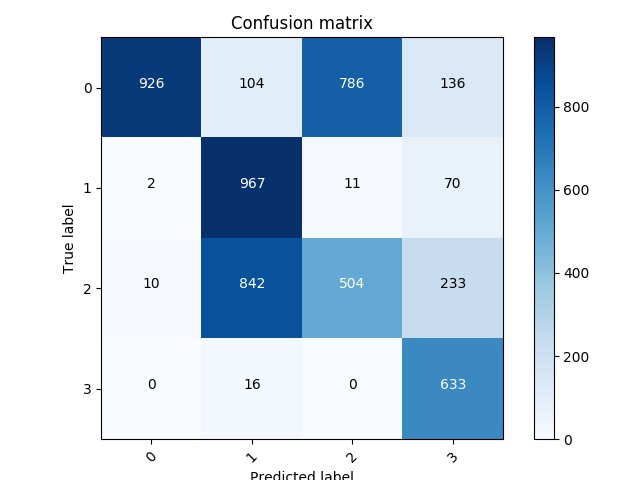 Confusion matrix
True label
0 926 104 786 136
1 2 967 11 70
2 10 842 504 233
3 0 16 0 633
0 1 2 3
Predicted label
800
600
400
200
0